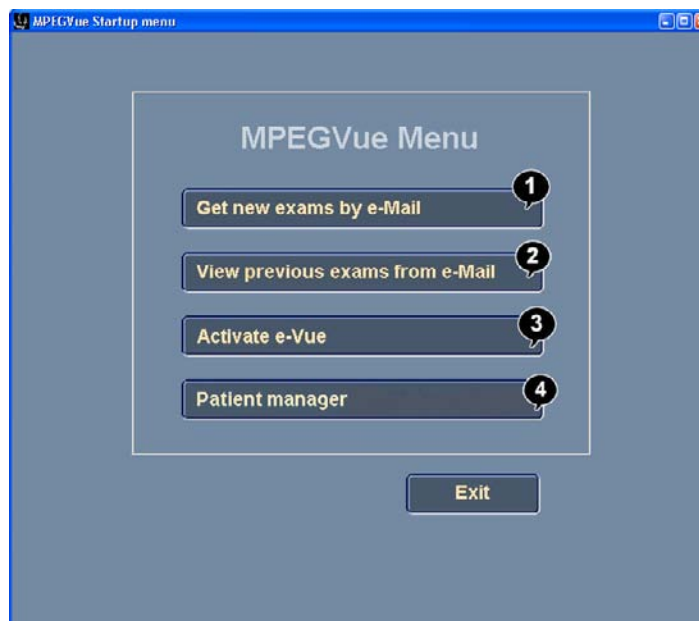 MPEGVue Startup menu
MPEGVue Menu
1
Get new exams by e-Mail
2
View previous exams from e-Mail
3
Activate e-Vue
4
Patient manager
Exit